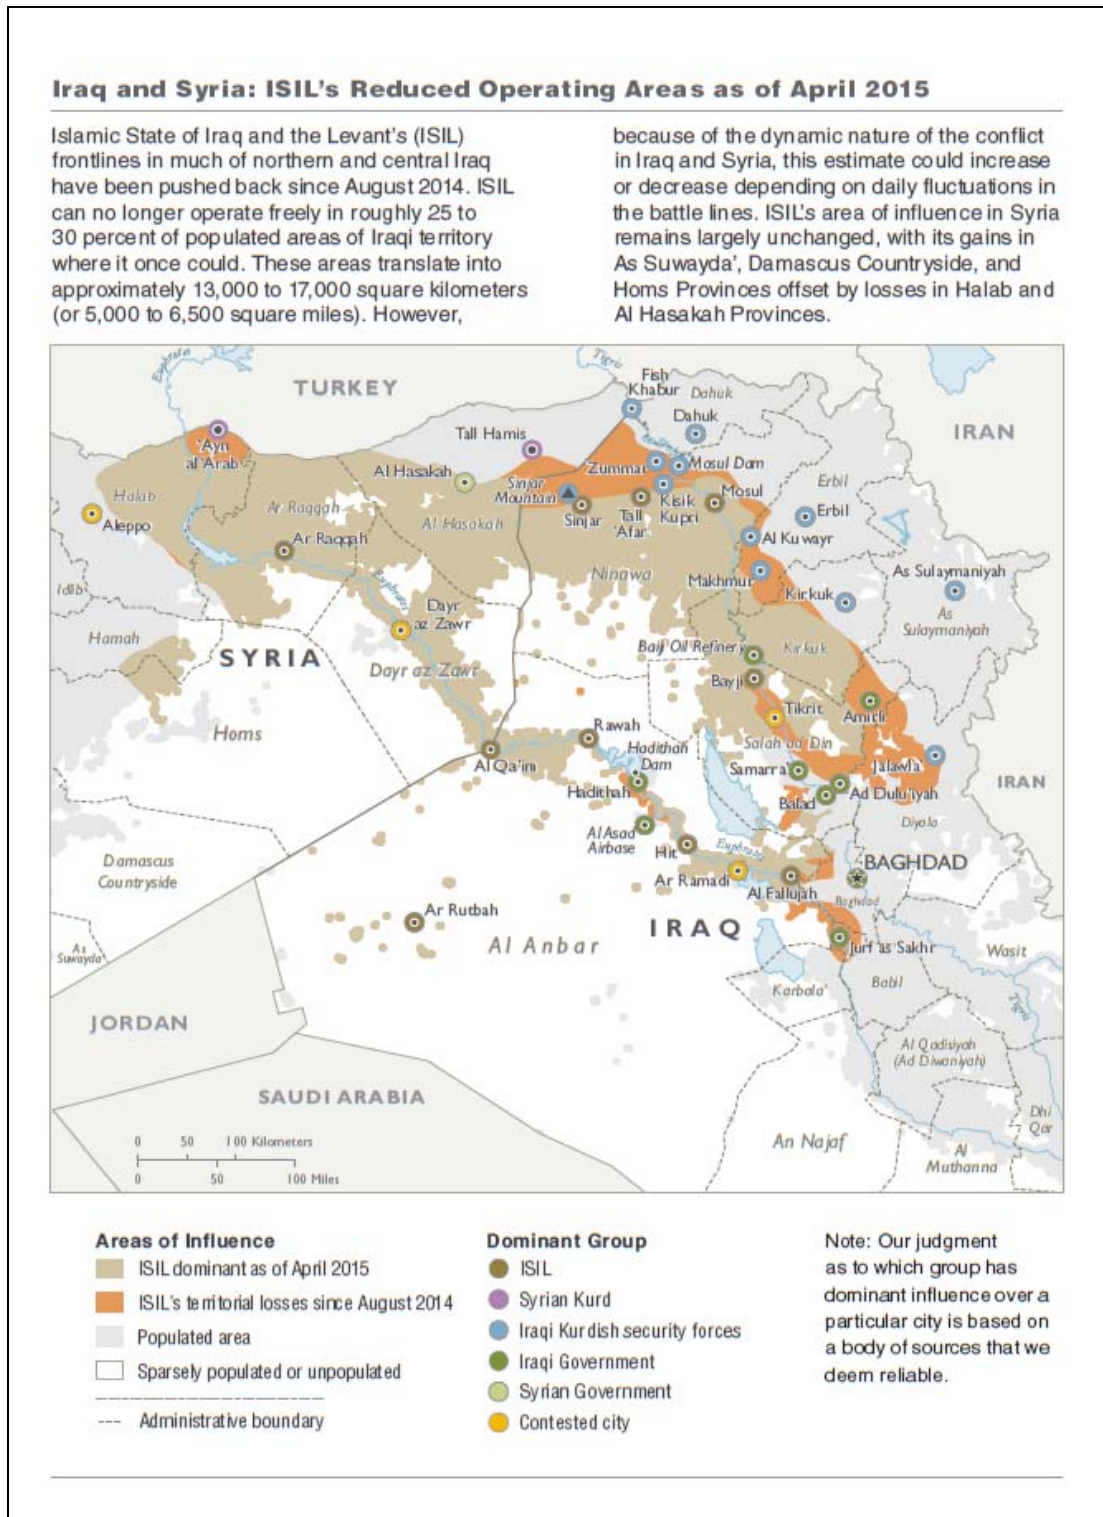 Iraq and Syria: ISIL's Reduced Operating Areas as of April 2015
Islamic State of Iraq and the Levant's (ISIL)
frontlines in much of northern and central Iraq
have been pushed back since August 2014. ISIL
can no longer operate freely in roughly 25 to
30 percent of populated areas of Iraqi territory
where it once could. These areas translate into
approximately 13,000 to 17,000 square kilometers
(or 5,000 to 6,500 square miles). However,
because of the dynamic nature of the conflict
in Iraq and Syria, this estimate could increase
or decrease depending on daily fluctuations in
the battle lines. ISIL's area of influence in Syria
remains largely unchanged, with its gains in
As Suwayda', Damascus Countryside, and
Homs Provinces offset by losses in Halab and
Al Hasakah Provinces.
Euphrates
Tigris
TURKEY
Fish
Khabur
Dahuk
Dahuk
IRAN
'Ayn
al 'Arab
Tall Hamis
Al Hasakah
Zummar
Mosul Dam
Sinjar
Mountain
Halab
Aleppo
Ar Raqqah
Al Hasakah
Sinjar
Tall
'Afar
Kisik
Kupri
Mosul
Erbil
Erbil
Ar Raqqah
Al Kuwayr
Ninawa
Makhmur
As Sulaymaniyah
Kirkuk
As
Sulaymaniyah
Idlib
Euphrates
Dayr
az Zawr
Hamah
SYRIA
Dayr az Zawr
Baiji Oil Refinery
Kirkuk
Bayji
Tikrit
Amirli
Homs
Rawah
Salah ad Din
Al Qa'im
Hadithah
Dam
Samarra'
Jalawla'
IRAN
Hadithah
Balad
Ad Dulu'iyah
Diyala
Al Asad
Airbase
Hit
Euphrates
BAGHDAD
Damascus
Countryside
Ar Ramadi
Al Fallujah
Baghdad
Ar Rutbah
IRAQ
Al Anbar
Jurf as Sakhr
Wasit
As
Suwayda'
Karbala'
Babil
Tigris
JORDAN
Al Qadisiyah
(Ad Diwaniyah)
SAUDI ARABIA
Dhi
Qar
0 50 100 Kilometers
0 50 100 Miles
An Najaf
Al
Muthanna
Areas of Influence
ISIL dominant as of April 2015
ISIL's territorial losses since August 2014
Populated area
Sparsely populated or unpopulated
Administrative boundary
Dominant Group
ISIL
Syrian Kurd
Iraqi Kurdish security forces
Iraqi Government
Syrian Government
Contested city
Note: Our judgment
as to which group has
dominant influence over a
particular city is based on
a body of sources that we
deem reliable.